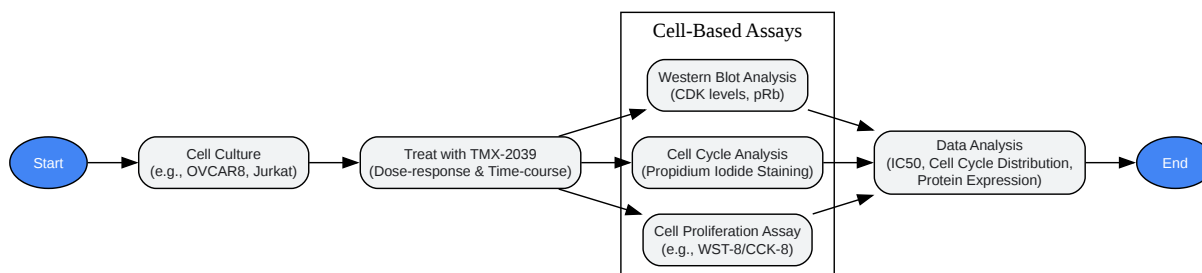 Start
Cell Culture
(e.g., OVCAR8, Jurkat)
Treat with TMX-2039
(Dose-response & Time-course)
Cell-Based Assays
Western Blot Analysis
(CDK levels, pRb)
Cell Cycle Analysis
(Propidium Iodide Staining)
Cell Proliferation Assay
(e.g., WST-8/CCK-8)
Data Analysis
(IC50, Cell Cycle Distribution,
Protein Expression)
End